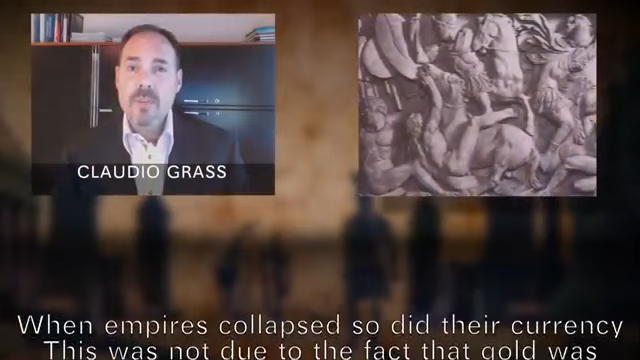 CLAUDIO GRASS
When empires collapsed so did their currency
This was not due to the fact that gold was